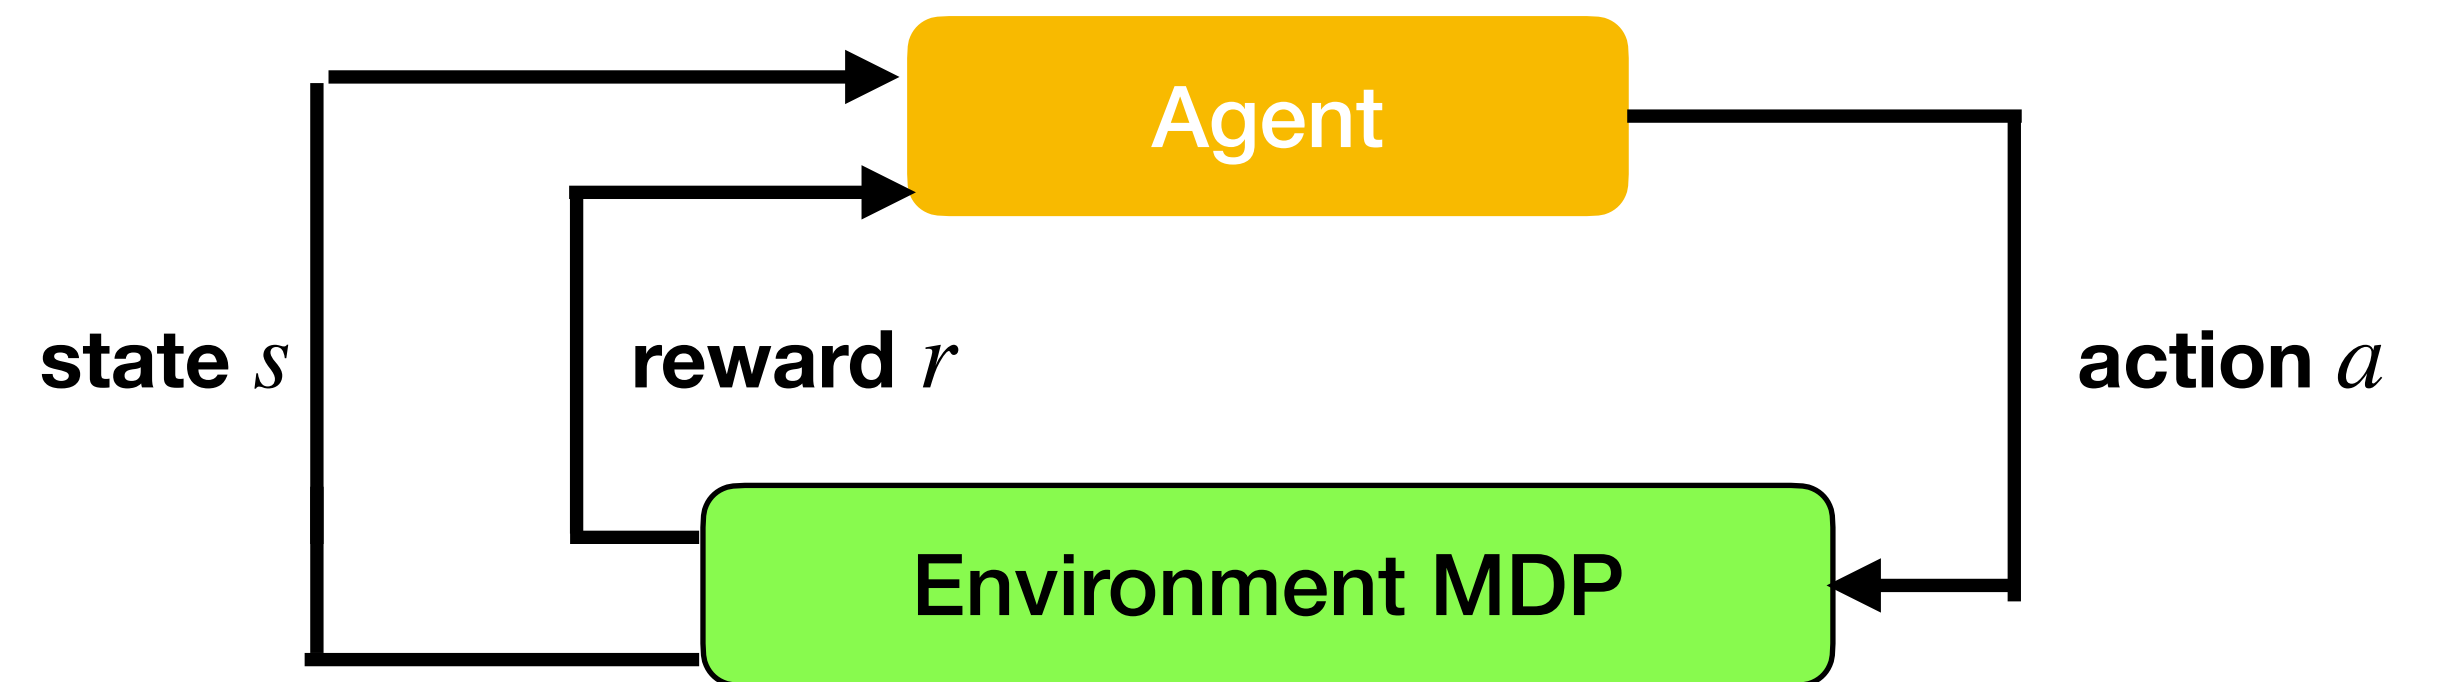 Agent
state s
reward r
action a
Environment MDP